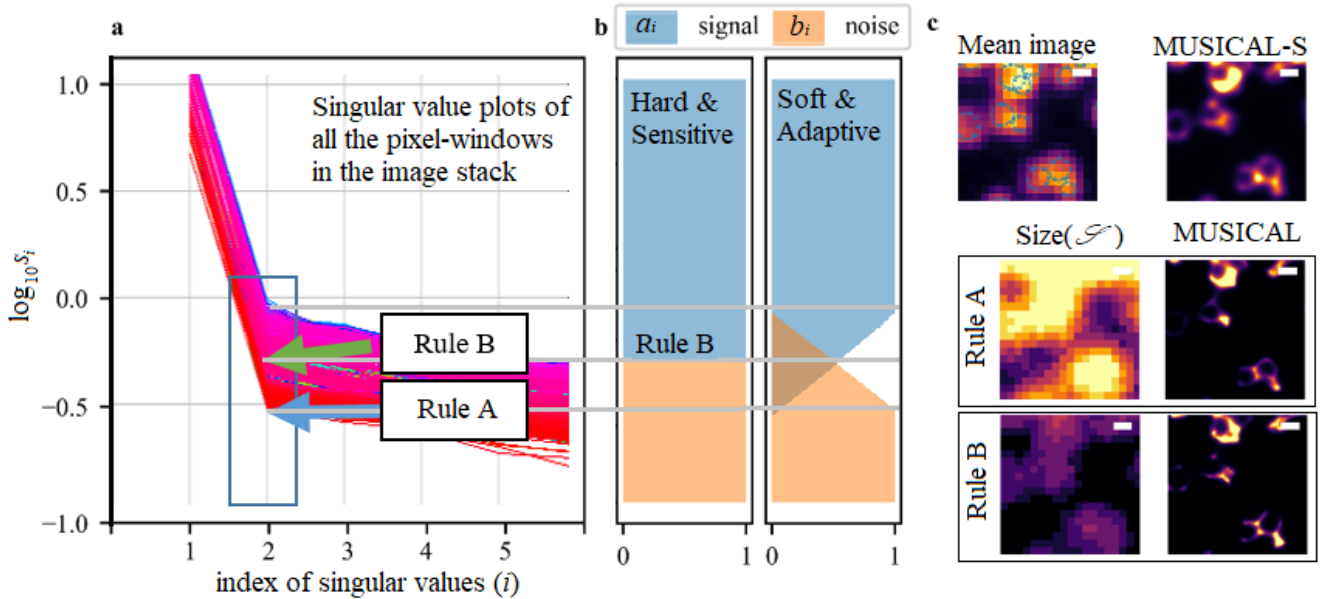 a
1.0
0.5
0.0
−0.5
−1.0
log₁₀sᵢ
Singular value plots of
all the pixel-windows
in the image stack
Rule B
Rule A
1
2
3
4
5
index of singular values (i)
b
aᵢ signal bᵢ noise
Hard &
Sensitive
Rule B
0
1
Soft &
Adaptive
0
1
c
Mean image
MUSICAL-S
Size(𝒮)
MUSICAL
Rule A
Rule B